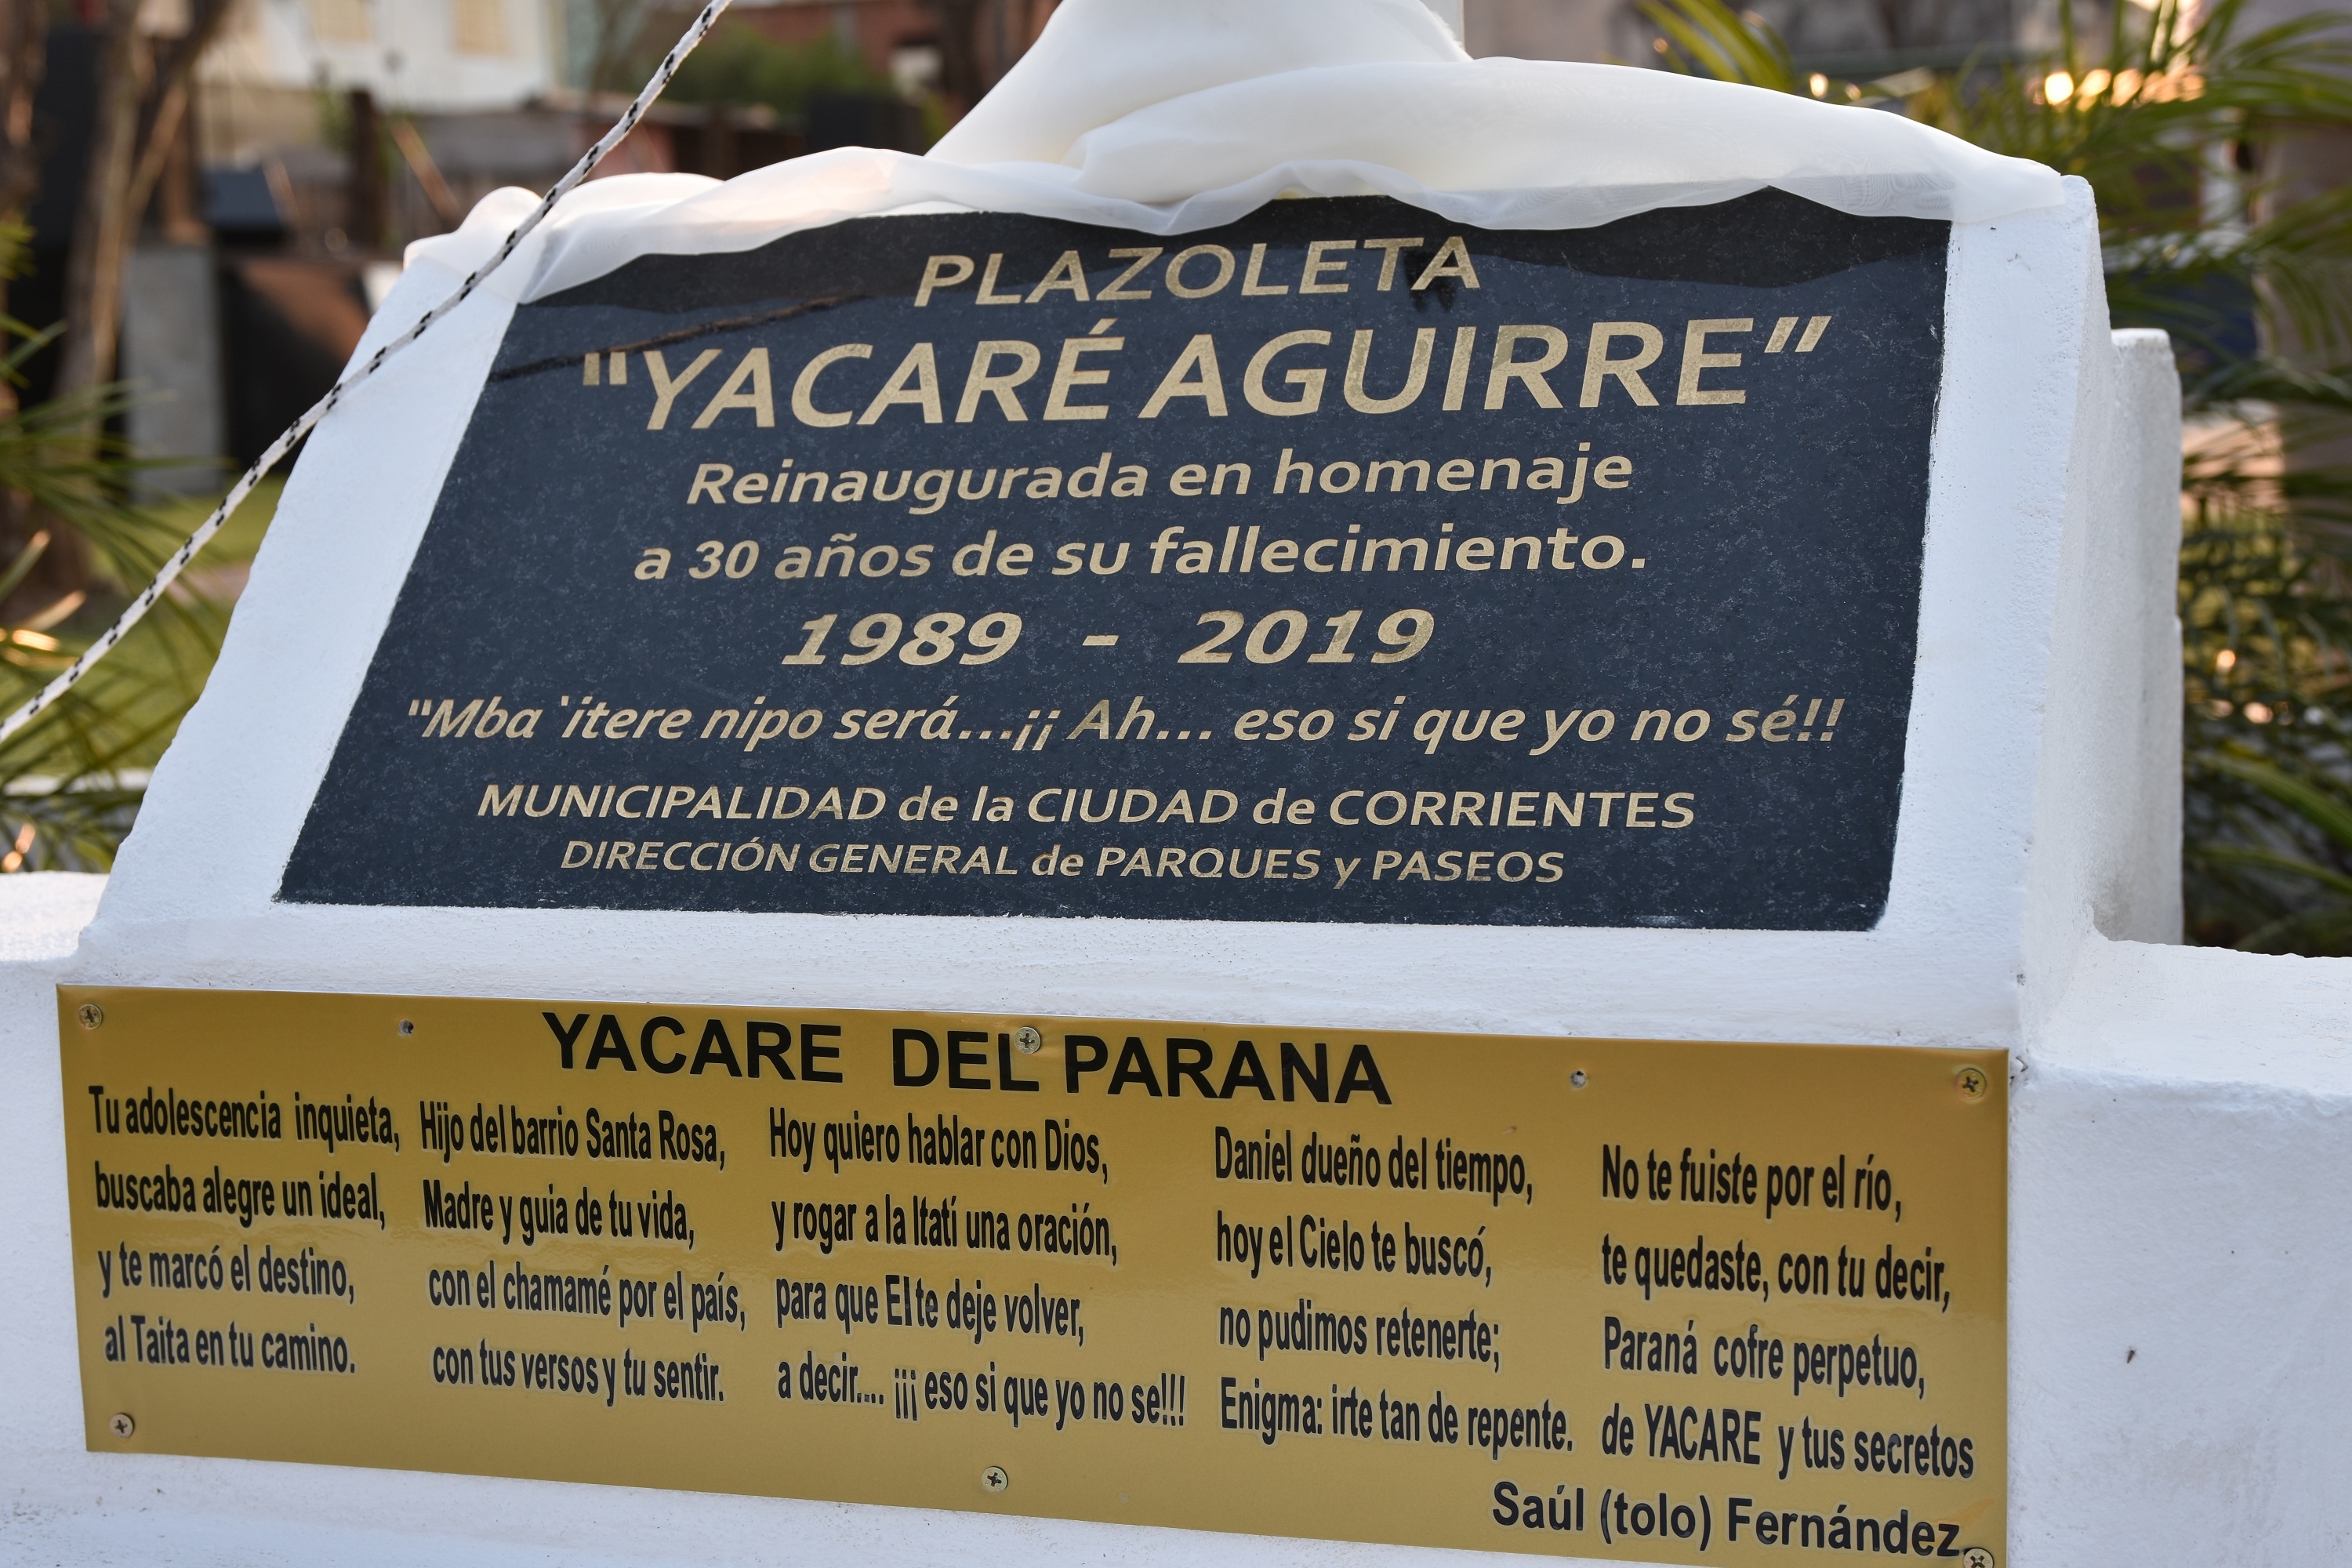 PLAZOLETA
"YACARÉ AGUIRRE"
Reinaugurada en homenaje
a 30 años de su fallecimiento.
1989 - 2019
"Mba `itere nipo será...¡¡ Ah... eso si que yo no sé!!
MUNICIPALIDAD de la CIUDAD de CORRIENTES
DIRECCIÓN GENERAL de PARQUES y PASEOS
YACARE DEL PARANA
Tu adolescencia inquieta,
buscaba alegre un ideal,
y te marcó el destino,
al Taita en tu camino.
Hijo del barrio Santa Rosa,
Madre y guia de tu vida,
con el chamamé por el país,
con tus versos y tu sentir.
Hoy quiero hablar con Dios,
y rogar a la Itatí una oración,
para que El te deje volver,
a decir.... ¡¡¡ eso si que yo no se!!!
Daniel dueño del tiempo,
hoy el Cielo te buscó,
no pudimos retenerte;
Enigma: irte tan de repente.
No te fuiste por el río,
te quedaste, con tu decir,
Paraná cofre perpetuo,
de YACARE y tus secretos
Saúl (tolo) Fernández.